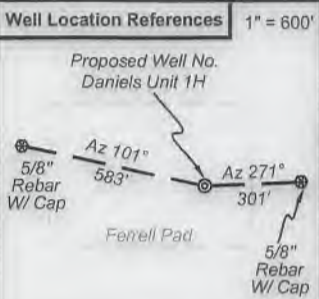 Well Location References
1" = 600'
Proposed Well No.
Daniels Unit 1H
Az 101°
583'
Az 271°
301'
5/8"
Rebar
W/ Cap
Ferrell Pad
5/8"
Rebar
W/ Cap